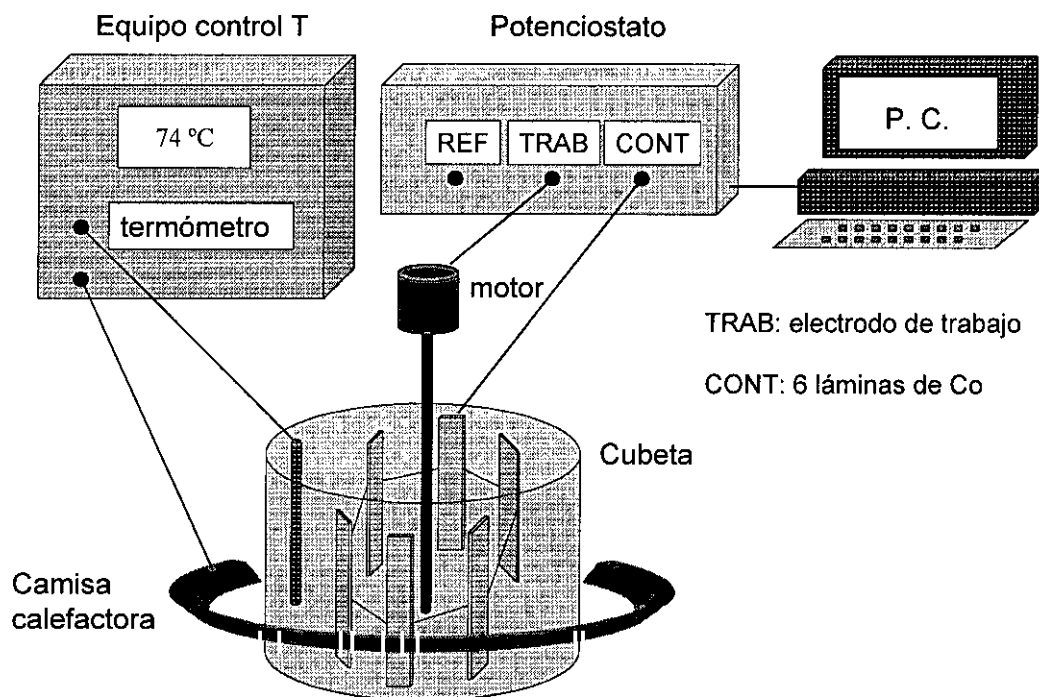 Equipo control T
Potenciostato
74 ºC
P. C.
REF
TRAB
CONT
termómetro
motor
TRAB: electrodo de trabajo
CONT: 6 láminas de Co
Cubeta
Camisa
calefactora